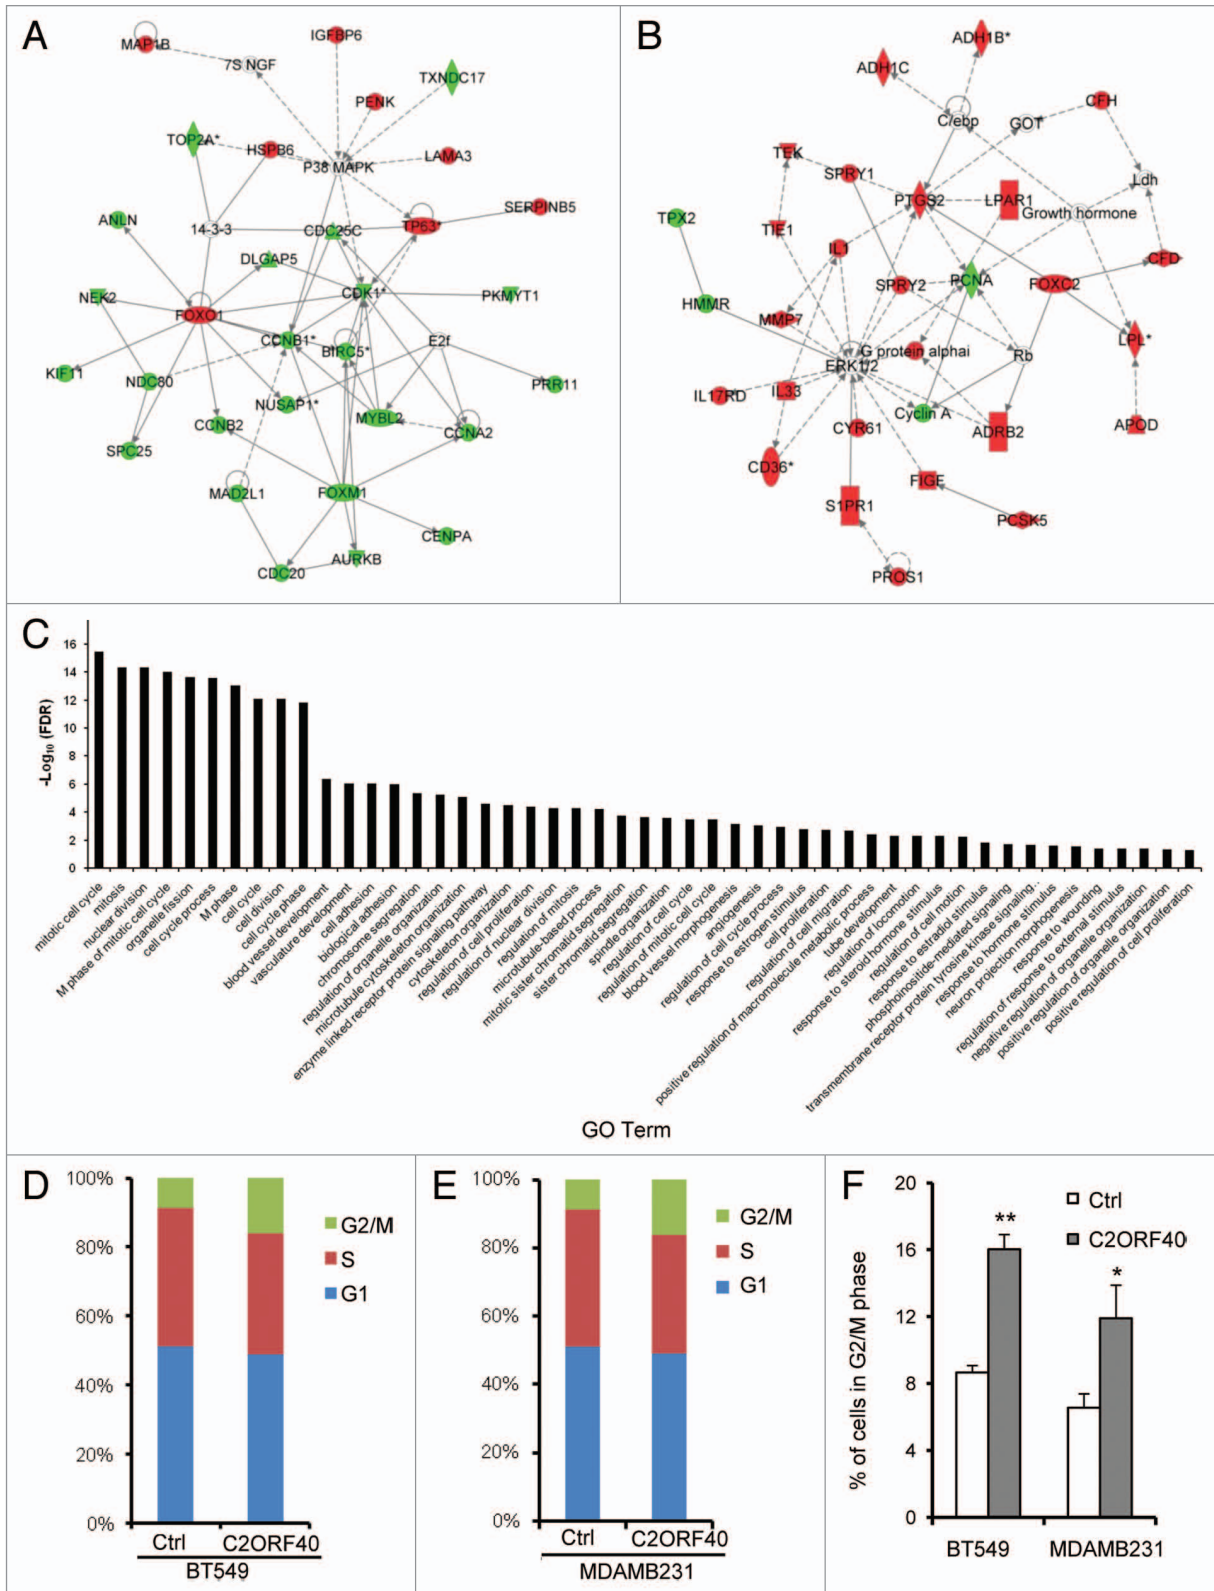 A
MAP1B
IGFBP6
7S NGF
TXNDC17
PENK
TOP2A*
HSPB6
P38 MAPK
LAMA3
SERPINB5
ANLN
14-3-3
CDC25C
TP63*
DLGAP5
NEK2
CDK1*
PKMYT1
FOXO1
CCNB1*
BIRC5*
E2f
KIF11
NDC80
PRR11
NUSAP1*
MYBL2
CCNB2
CCNA2
SPC25
MAD2L1
FOXM1
CENPA
AURKB
CDC20
B
ADH1B*
ADH1C
CFH
C/ebp
GOT
TEK
SPRY1
Ldh
PTGS2
LPAR1
TPX2
Growth hormone
TIE1
IL1
CFD
SPRY2
PCNA
FOXC2
HMMR
MMP7
LPL*
G protein alphai
Rb
ERK1/2
IL17RD
IL33
Cyclin A
CYR61
ADRB2
APOD
CD36*
FIGF
S1PR1
PCSK5
PROS1
C
-Log10 (FDR)
16
14
12
10
8
6
4
2
0
mitotic cell cycle
mitosis
nuclear division
M phase of mitotic cell cycle
organelle fission
cell cycle process
M phase
cell cycle
cell division
cell cycle phase
blood vessel development
vasculature development
cell adhesion
biological adhesion
chromosome segregation
regulation of organelle organization
microtubule cytoskeleton organization
enzyme linked receptor protein signaling pathway
cytoskeleton organization
regulation of cell proliferation
regulation of nuclear division
regulation of mitosis
microtubule-based process
mitotic sister chromatid segregation
sister chromatid segregation
spindle organization
regulation of cell cycle
regulation of mitotic cell cycle
blood vessel morphogenesis
angiogenesis
regulation of cell cycle process
response to estrogen stimulus
cell proliferation
regulation of cell migration
positive regulation of macromolecule metabolic process
tube development
regulation of locomotion
response to steroid hormone stimulus
regulation of cell motion
response to estradiol stimulus
phosphoinositide-mediated signaling
transmembrane receptor protein tyrosine kinase signaling...
response to hormone stimulus
neuron projection morphogenesis
response to wounding
regulation of response to external stimulus
negative regulation of organelle organization
positive regulation of organelle organization
positive regulation of cell proliferation
GO Term
D
100%
80%
60%
40%
20%
0%
G2/M
S
G1
Ctrl
C2ORF40
BT549
E
100%
80%
60%
40%
20%
0%
G2/M
S
G1
Ctrl
C2ORF40
MDAMB231
F
% of cells in G2/M phase
20
16
12
8
4
0
Ctrl
C2ORF40
**
*
BT549
MDAMB231